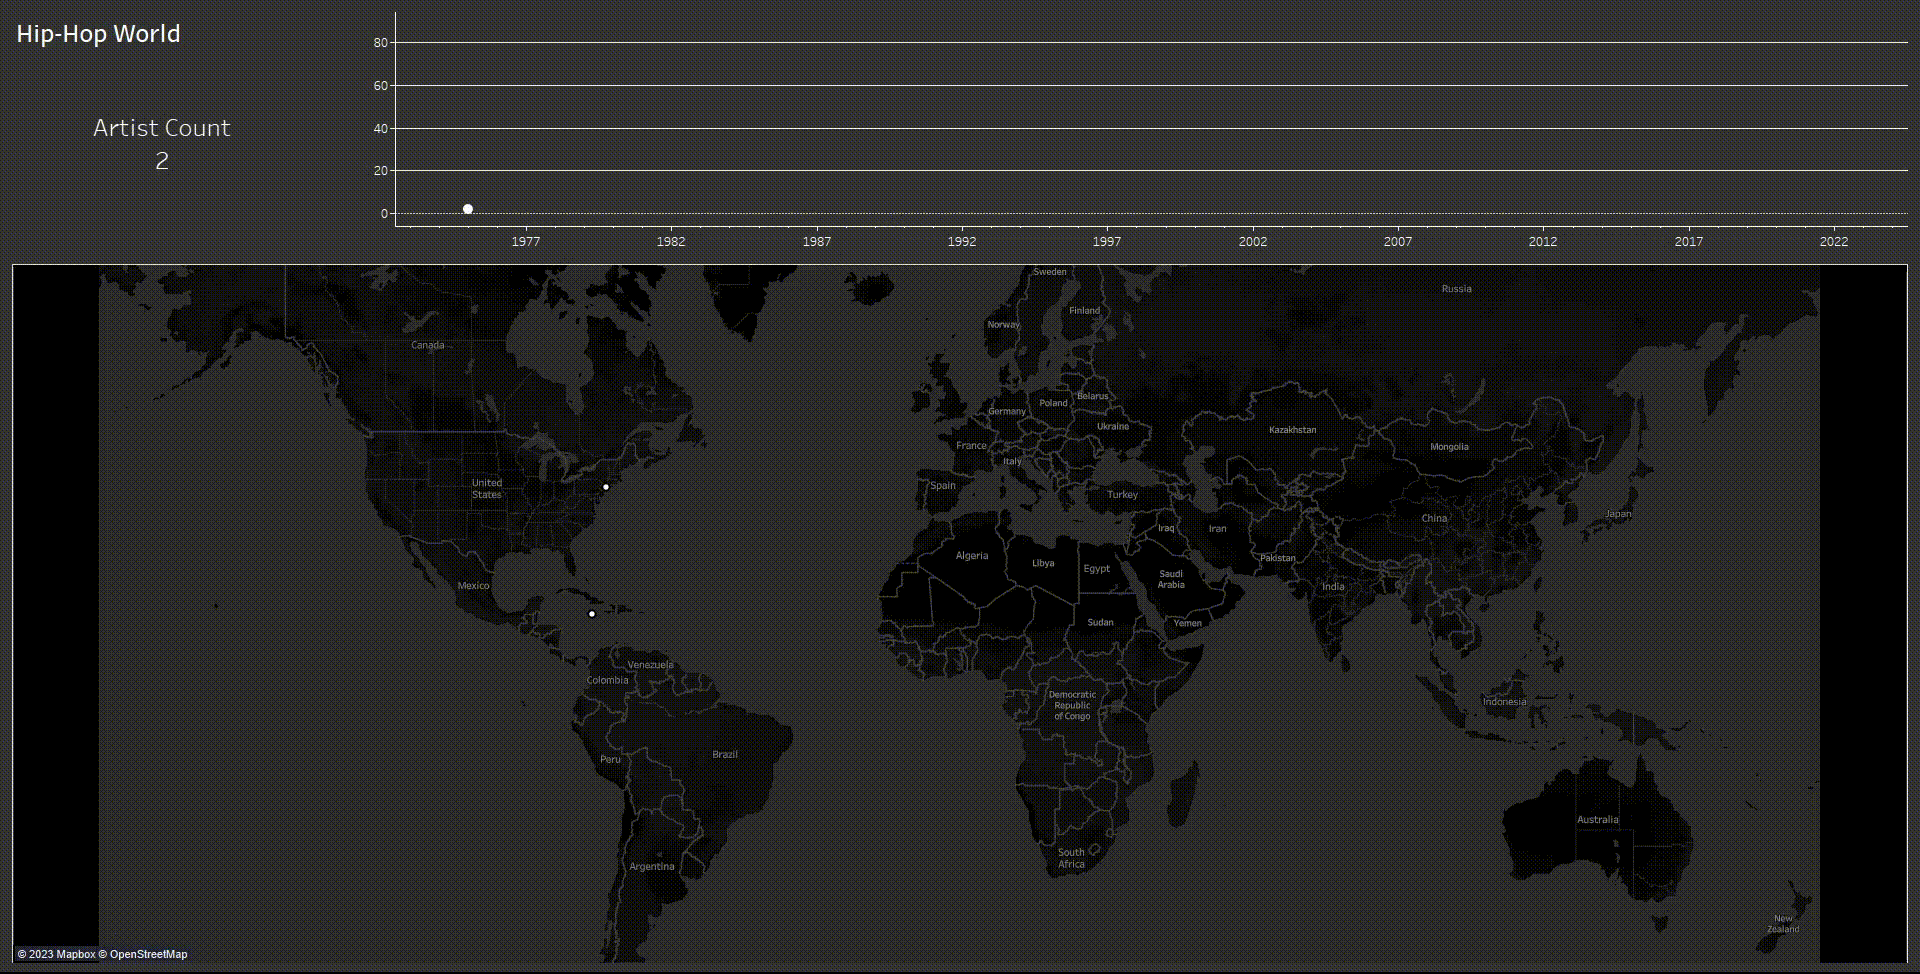 Hip-Hop World
Artist Count
2
80
60
40
20
0
1977 1982 1987 1992 1997 2002 2007 2012 2017 2022
Sweden
Russia
Finland
Norway
Canada
Belarus
Poland
Germany
Ukraine
Kazakhstan
France
Mongolia
Italy
United
States
Spain
Turkey
Japan
China
Iraq
Iran
Algeria
Pakistan
Libya
Egypt
Saudi
Arabia
Mexico
India
Sudan
Yemen
Venezuela
Colombia
Democratic
Republic
of Congo
Indonesia
Brazil
Peru
Australia
South
Africa
Argentina
New
Zealand
© 2023 Mapbox © OpenStreetMap